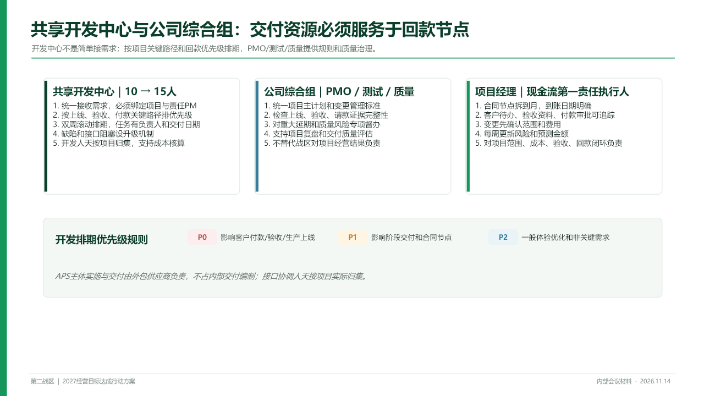 共享开发中心与公司综合组：交付资源必须服务于回款节点
开发中心不是简单接需求；按项目关键路径和回款优先级排期，PMO/测试/质量提供规则和质量治理。
共享开发中心｜10 → 15人
1. 统一接收需求，必须绑定项目与责任PM
2. 按上线、验收、付款关键路径排优先级
3. 双周滚动排期，任务有负责人和交付日期
4. 缺陷和接口阻塞设升级机制
5. 开发人天按项目归集，支持成本核算
公司综合组｜PMO / 测试 / 质量
1. 统一项目主计划和变更管理标准
2. 检查上线、验收、请款证据完整性
3. 对重大延期和质量风险专项督办
4. 支持项目复盘和交付质量评估
5. 不替代战区对项目经营结果负责
项目经理｜现金流第一责任执行人
1. 合同节点拆到月，到账日期明确
2. 客户待办、验收资料、付款审批可追踪
3. 变更先确认范围和费用
4. 每周更新风险和预测金额
5. 对项目范围、成本、验收、回款闭环负责
开发排期优先级规则
P0 影响客户付款/验收/生产上线
P1 影响阶段交付和合同节点
P2 一般体验优化和非关键需求
APS主体实施与交付由外包供应商负责，不占内部交付编制；接口协调人天按项目实际归集。
第二战区 | 2027经营目标达成行动方案
内部会议材料 · 2026.11.14